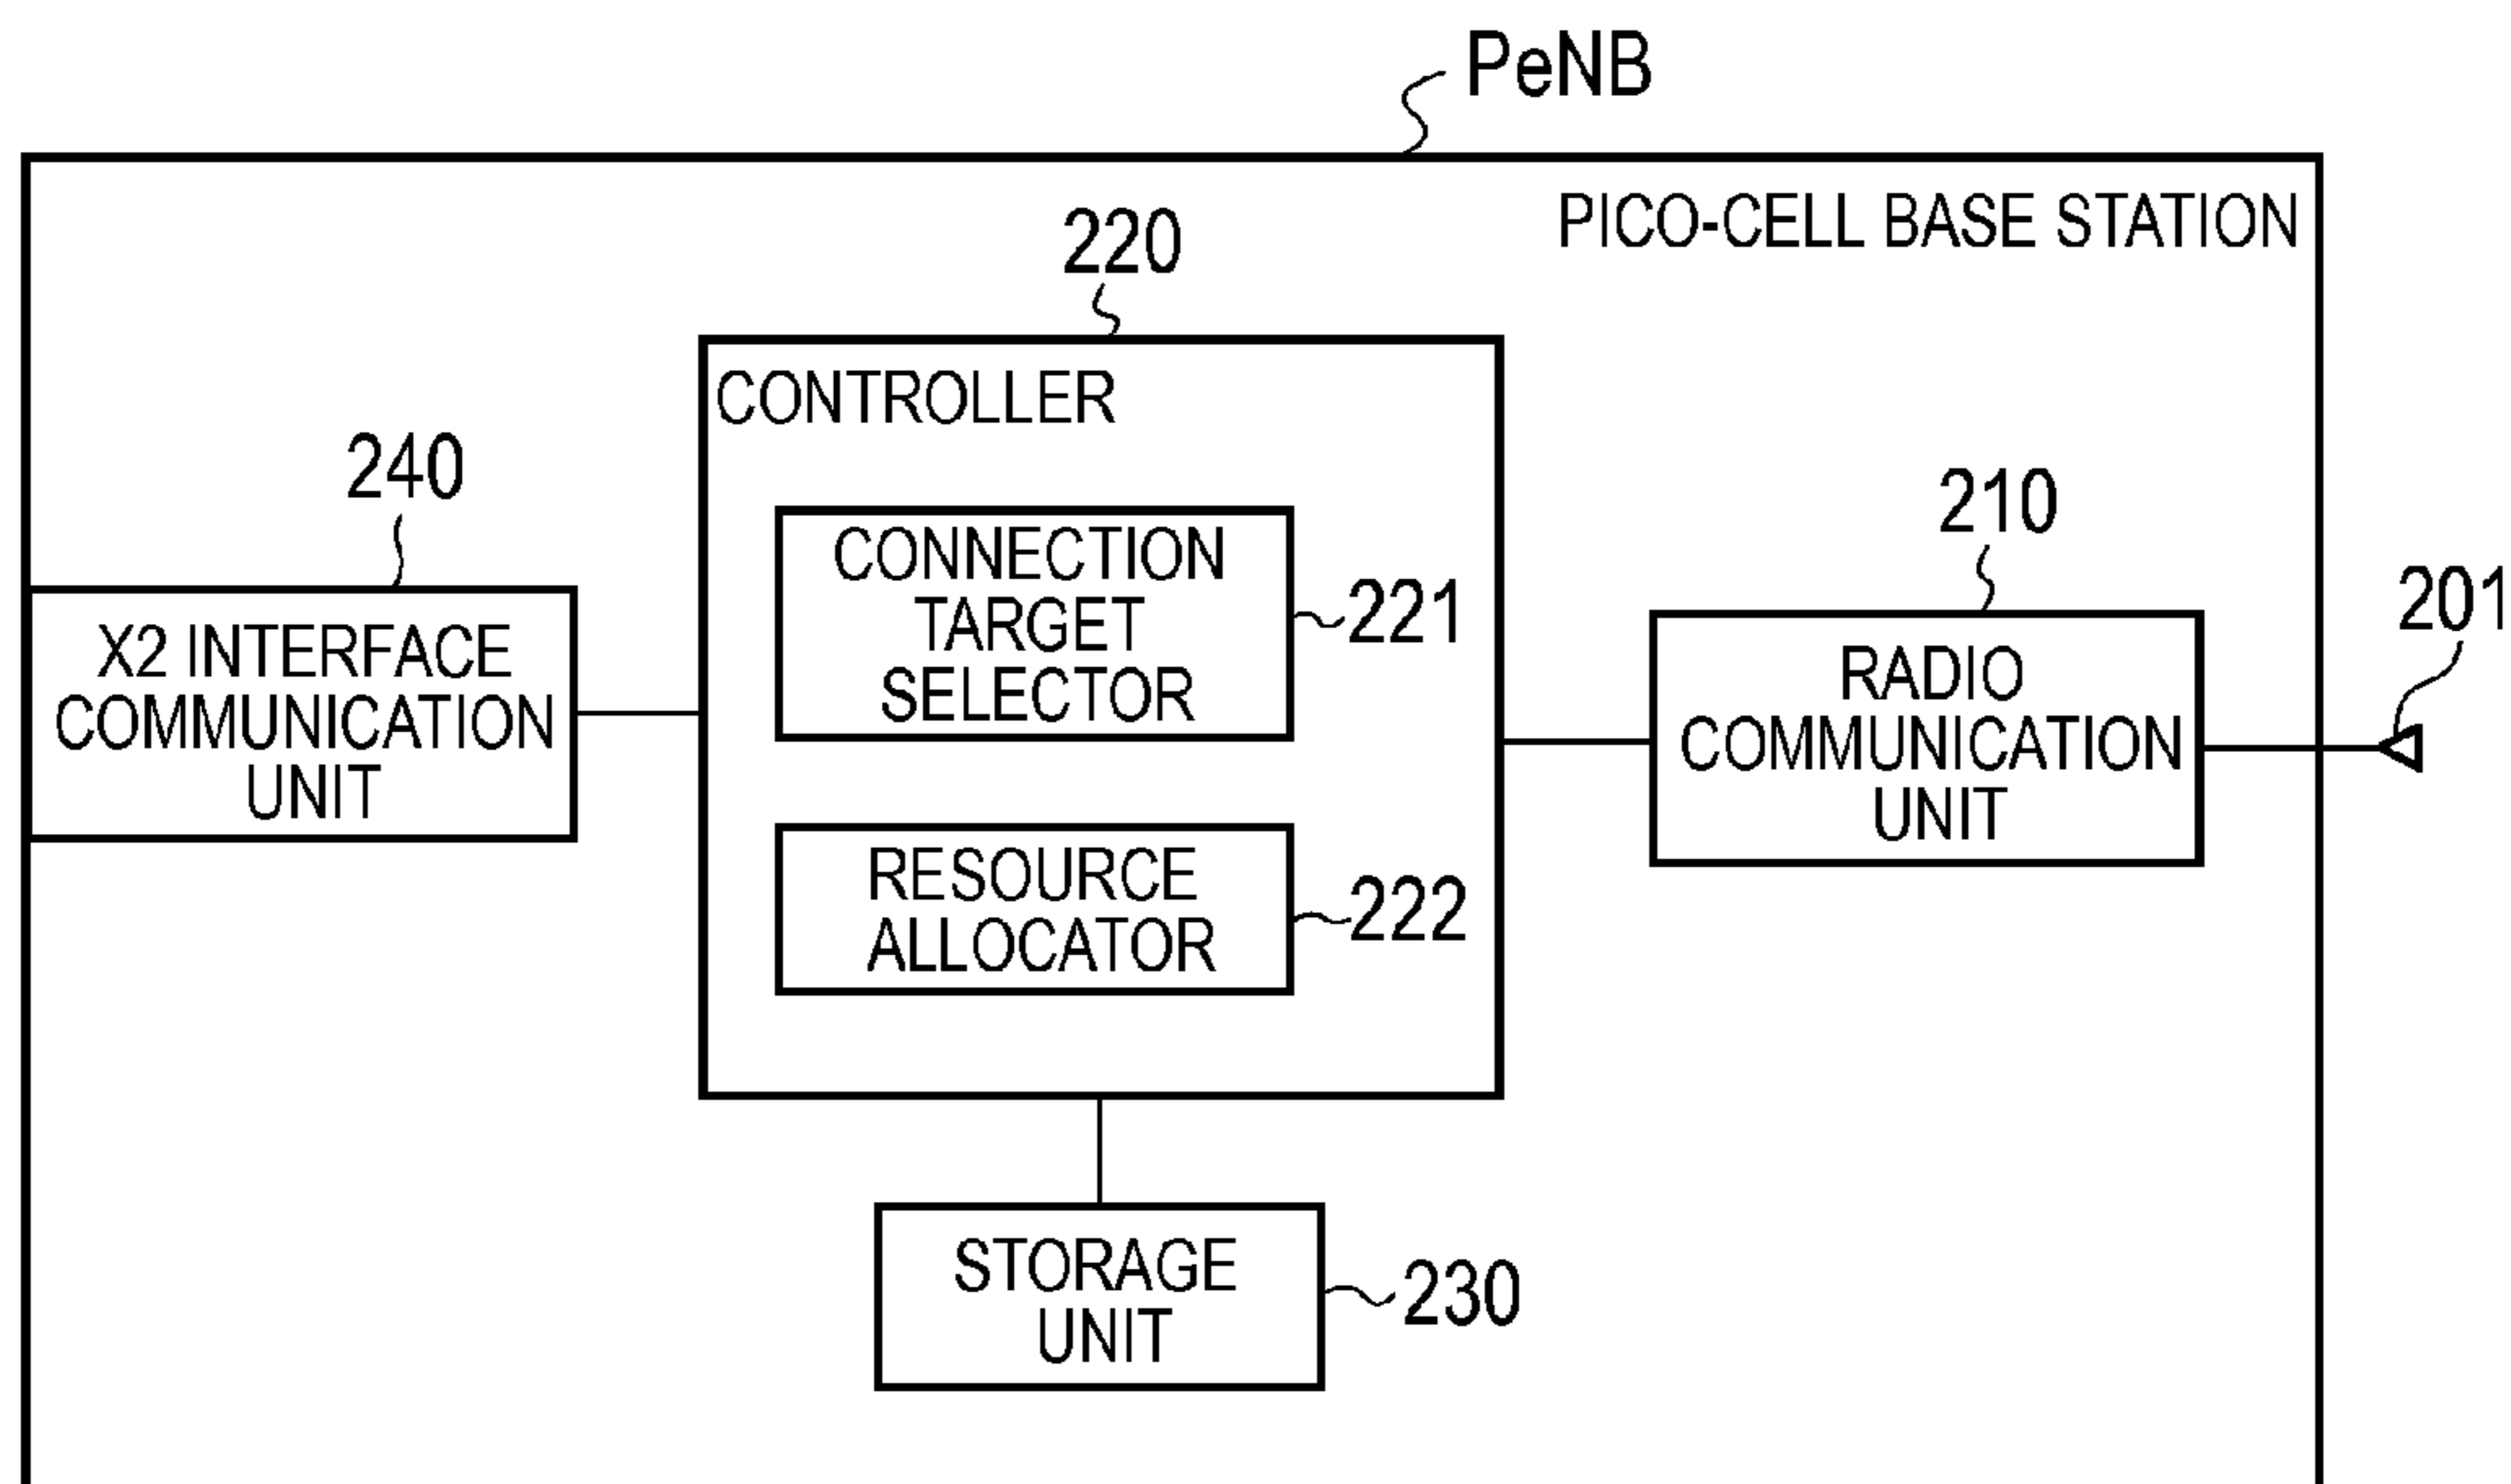 PeNB
PICO-CELL BASE STATION
220
CONTROLLER
240
X2 INTERFACE
COMMUNICATION
UNIT
CONNECTION
TARGET
SELECTOR
221
RESOURCE
ALLOCATOR
222
210
RADIO
COMMUNICATION
UNIT
201
STORAGE
UNIT
230